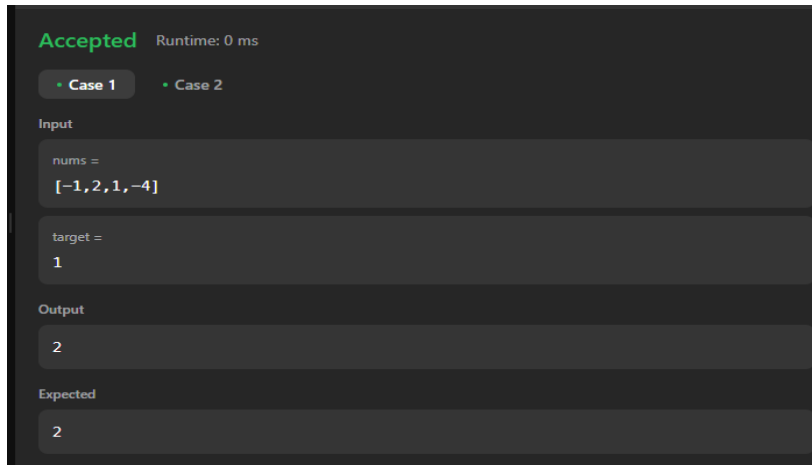 Accepted Runtime: 0 ms
• Case 1 • Case 2
Input
nums =
[-1,2,1,-4]
target =
1
Output
2
Expected
2